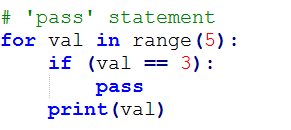 # 'pass' statement
for val in range(5):
    if (val == 3):
        pass
    print(val)